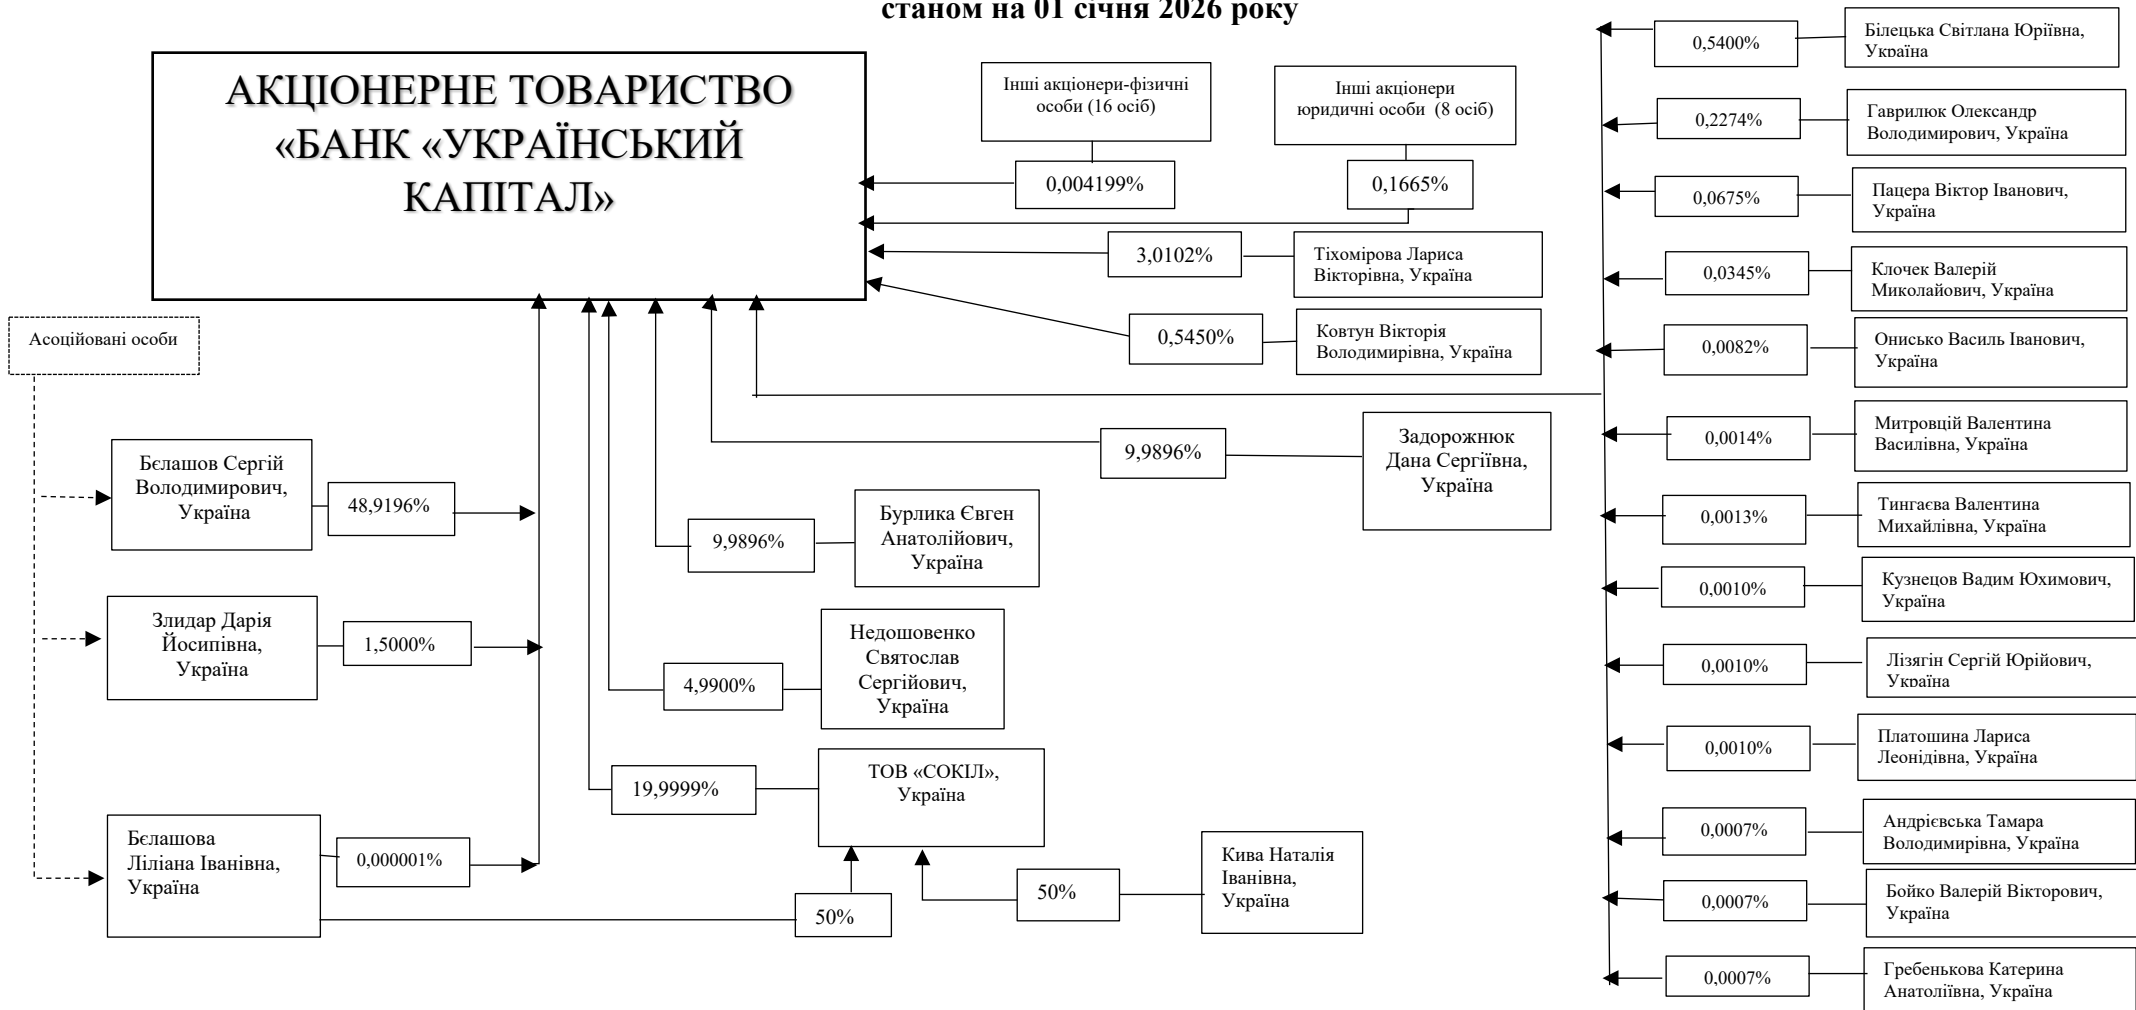 станом на 01 січня 2026 року
АКЦІОНЕРНЕ ТОВАРИСТВО
«БАНК «УКРАЇНСЬКИЙ
КАПІТАЛ»
Інші акціонери-фізичні
особи (16 осіб)
0,004199%
Інші акціонери
юридичні особи (8 осіб)
0,1665%
3,0102%
Тіхомірова Лариса
Вікторівна, Україна
0,5450%
Ковтун Вікторія
Володимирівна, Україна
Асоційовані особи
Бєлашов Сергій
Володимирович,
Україна
48,9196%
Злидар Дарія
Йосипівна,
Україна
1,5000%
Бєлашова
Ліліана Іванівна,
Україна
0,000001%
9,9896%
Задорожнюк
Дана Сергіївна,
Україна
9,9896%
Бурлика Євген
Анатолійович,
Україна
4,9900%
Недошовенко
Святослав
Сергійович,
Україна
19,9999%
ТОВ «СОКІЛ»,
Україна
50%
50%
Кива Наталія
Іванівна,
Україна
0,5400%
Білецька Світлана Юріївна,
Україна
0,2274%
Гаврилюк Олександр
Володимирович, Україна
0,0675%
Пацера Віктор Іванович,
Україна
0,0345%
Клочек Валерій
Миколайович, Україна
0,0082%
Онисько Василь Іванович,
Україна
0,0014%
Митровцій Валентина
Василівна, Україна
0,0013%
Тингаєва Валентина
Михайлівна, Україна
0,0010%
Кузнецов Вадим Юхимович,
Україна
0,0010%
Лізягін Сергій Юрійович,
Україна
0,0010%
Платошина Лариса
Леонідівна, Україна
0,0007%
Андрієвська Тамара
Володимирівна, Україна
0,0007%
Бойко Валерій Вікторович,
Україна
0,0007%
Гребенькова Катерина
Анатоліївна, Україна